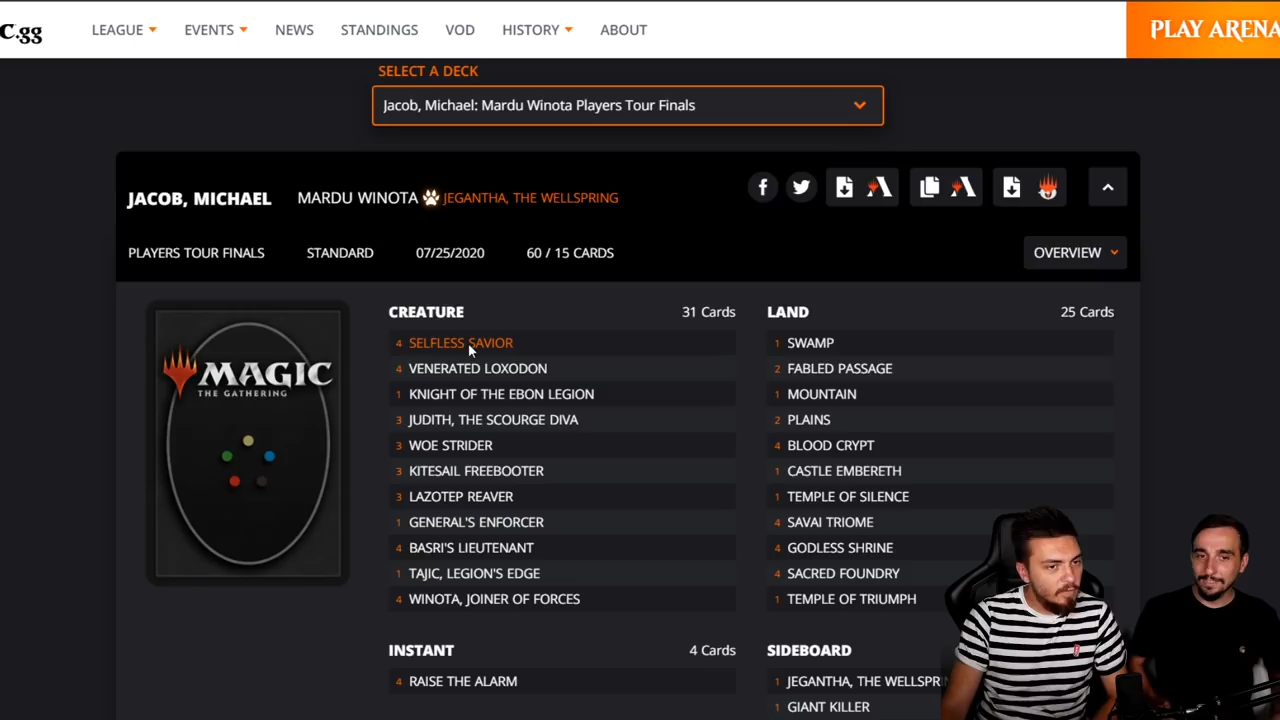 C.gg
LEAGUE EVENTS NEWS STANDINGS VOD HISTORY ABOUT
PLAY ARENA
SELECT A DECK
Jacob, Michael: Mardu Winota Players Tour Finals
JACOB, MICHAEL MARDU WINOTA JEGANTHA, THE WELLSPRING
PLAYERS TOUR FINALS STANDARD 07/25/2020 60 / 15 CARDS OVERVIEW
MAGIC
THE GATHERING
CREATURE 31 Cards
4 SELFLESS SAVIOR
4 VENERATED LOXODON
1 KNIGHT OF THE EBON LEGION
3 JUDITH, THE SCOURGE DIVA
3 WOE STRIDER
3 KITESAIL FREEBOOTER
3 LAZOTEP REAVER
1 GENERAL'S ENFORCER
4 BASRI'S LIEUTENANT
1 TAJIC, LEGION'S EDGE
4 WINOTA, JOINER OF FORCES
INSTANT 4 Cards
4 RAISE THE ALARM
LAND 25 Cards
1 SWAMP
2 FABLED PASSAGE
1 MOUNTAIN
2 PLAINS
4 BLOOD CRYPT
1 CASTLE EMBERETH
1 TEMPLE OF SILENCE
4 SAVAI TRIOME
4 GODLESS SHRINE
4 SACRED FOUNDRY
1 TEMPLE OF TRIUMPH
SIDEBOARD
1 JEGANTHA, THE WELLSPRIN
1 GIANT KILLER